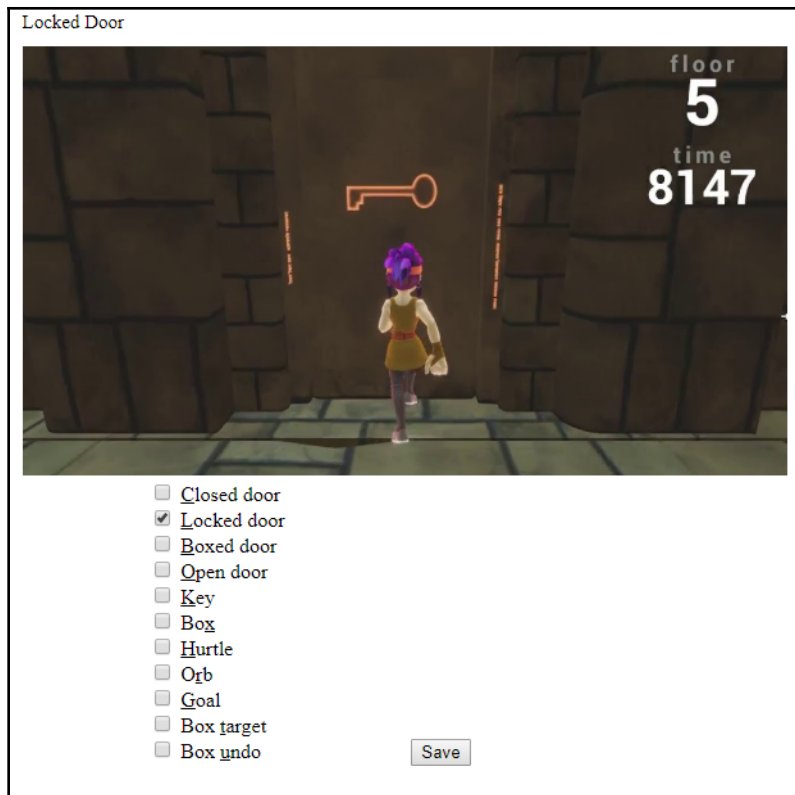 Locked Door
floor
5
time
8147
Closed door
Locked door
Boxed door
Open door
Key
Box
Hurtle
Orb
Goal
Box target
Box undo
Save